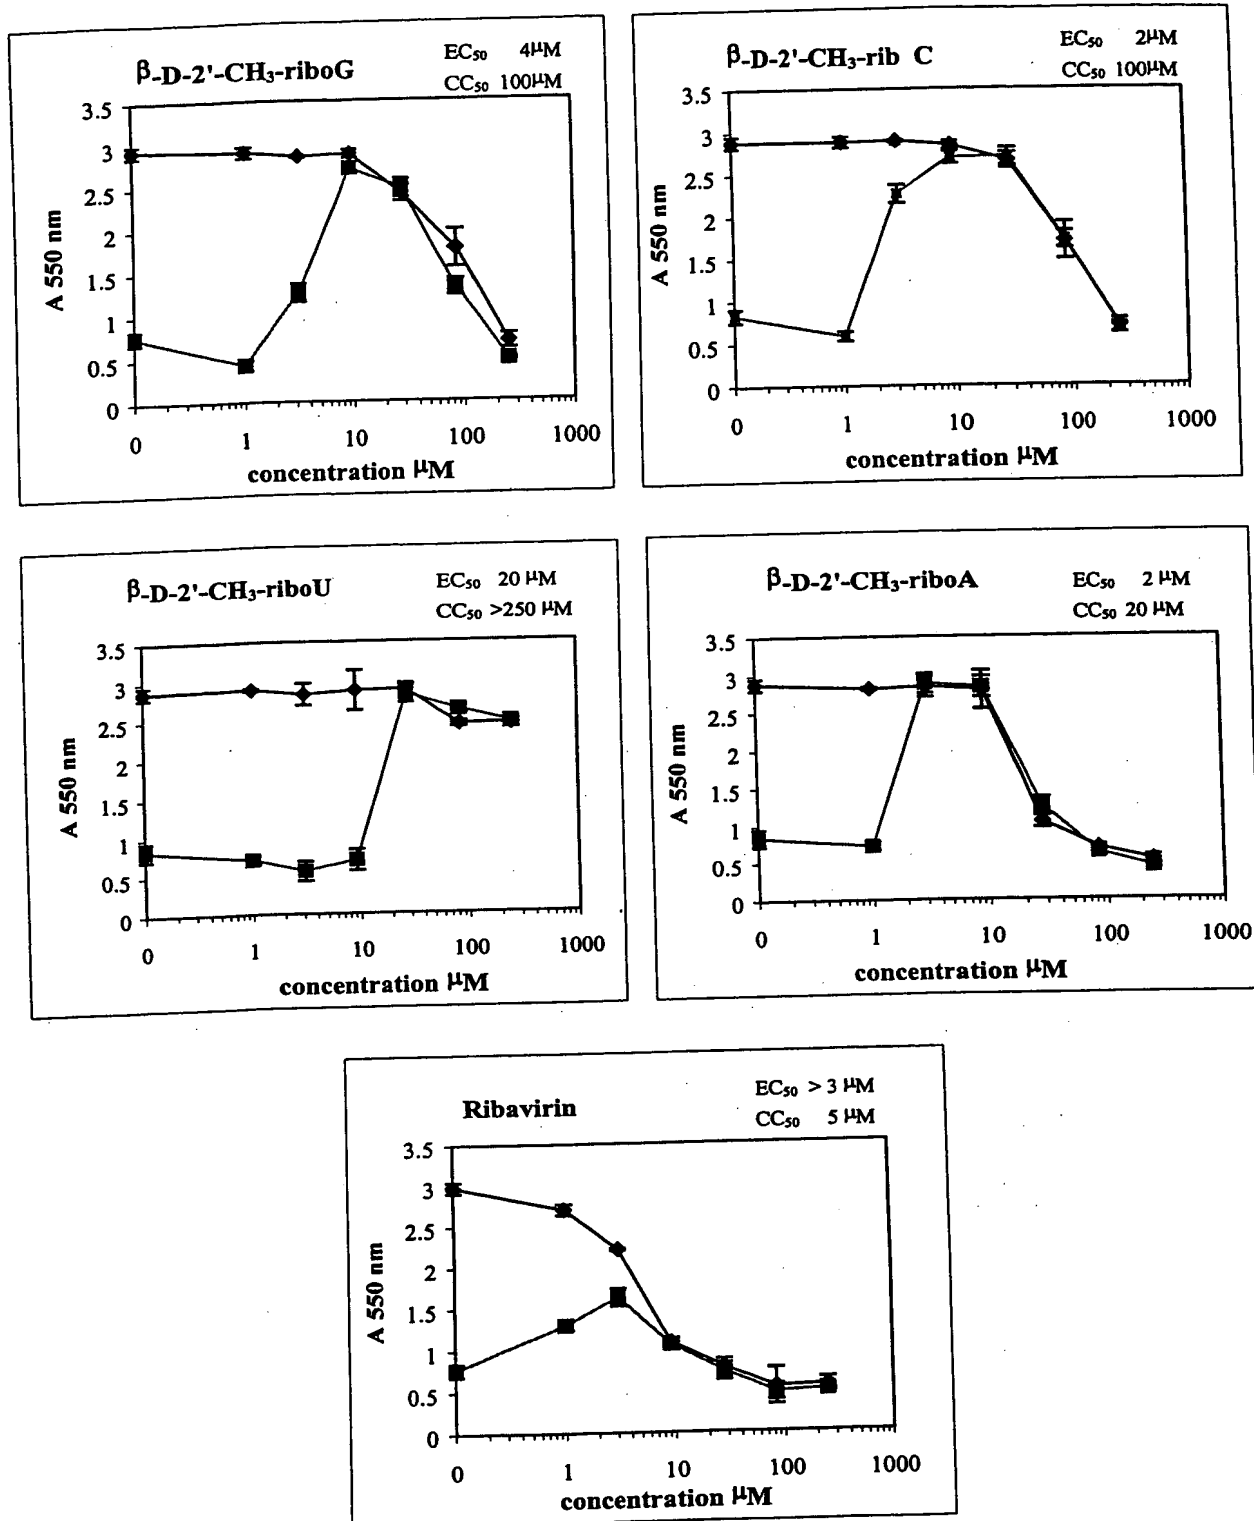 β-D-2'-CH₃-riboG
EC₅₀ 4μM
CC₅₀ 100μM
3.5
3
2.5
2
1.5
1
0.5
0
A 550 nm
0 1 10 100 1000
concentration μM
β-D-2'-CH₃-rib C
EC₅₀ 2μM
CC₅₀ 100μM
3.5
3
2.5
2
1.5
1
0.5
0
A 550 nm
0 1 10 100 1000
concentration μM
β-D-2'-CH₃-riboU
EC₅₀ 20 μM
CC₅₀ >250 μM
3.5
3
2.5
2
1.5
1
0.5
0
A 550 nm
0 1 10 100 1000
concentration μM
β-D-2'-CH₃-riboA
EC₅₀ 2 μM
CC₅₀ 20 μM
3.5
3
2.5
2
1.5
1
0.5
0
A 550 nm
0 1 10 100 1000
concentration μM
Ribavirin
EC₅₀ > 3 μM
CC₅₀ 5 μM
3.5
3
2.5
2
1.5
1
0.5
0
A 550 nm
0 1 10 100 1000
concentration μM